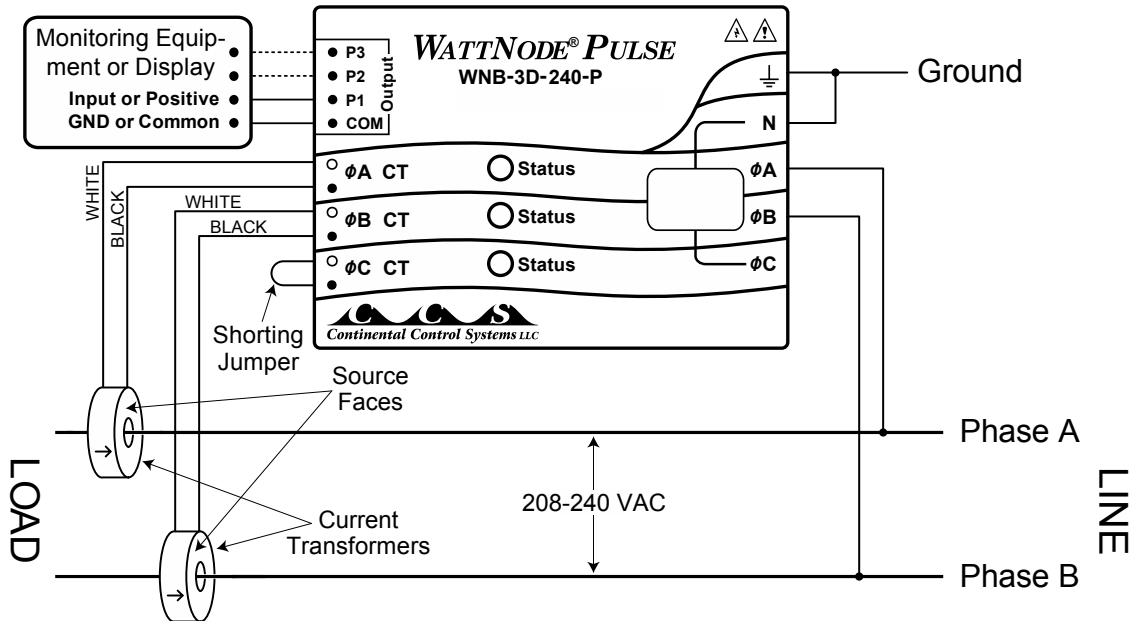 Monitoring Equip-
ment or Display
Input or Positive
GND or Common
P3
P2
P1
COM
Output
WATTNODE® PULSE
WNB-3D-240-P
Ground
N
ϕA CT
Status
ϕA
ϕB CT
Status
ϕB
ϕC CT
Status
ϕC
C C S
Continental Control Systems LLC
WHITE
BLACK
WHITE
BLACK
Shorting
Jumper
Source
Faces
Current
Transformers
208-240 VAC
Phase A
Phase B
LOAD
LINE